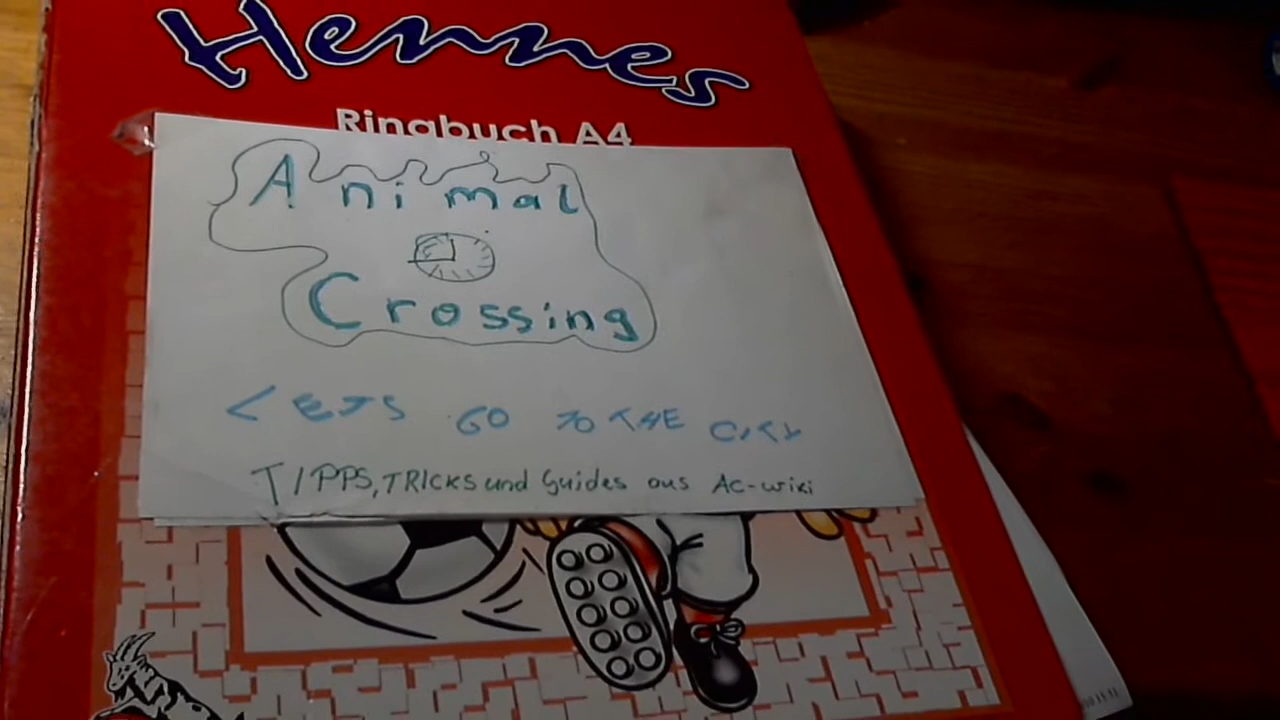 Hennes
Ringbuch A4
Animal
Crossing
LETS GO TO THE CITY
TIPPS, TRICKS und Guides aus AC-wiki